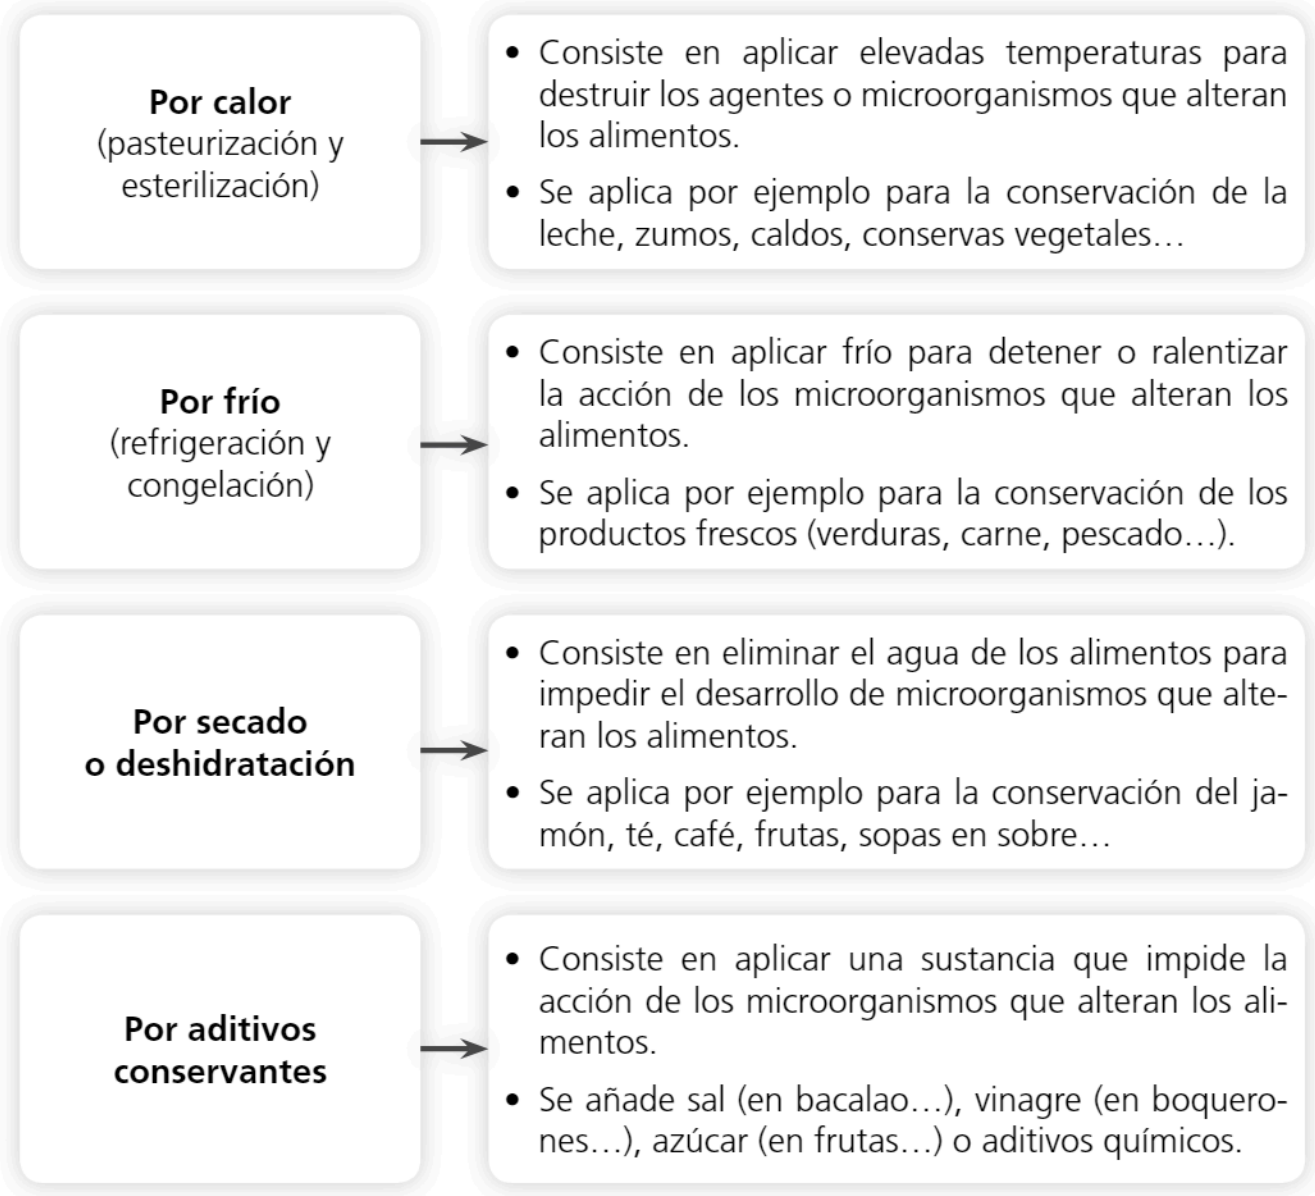 Por calor
(pasteurización y
esterilización)
• Consiste en aplicar elevadas temperaturas para
destruir los agentes o microorganismos que alteran
los alimentos.
• Se aplica por ejemplo para la conservación de la
leche, zumos, caldos, conservas vegetales…
Por frío
(refrigeración y
congelación)
• Consiste en aplicar frío para detener o ralentizar
la acción de los microorganismos que alteran los
alimentos.
• Se aplica por ejemplo para la conservación de los
productos frescos (verduras, carne, pescado…).
Por secado
o deshidratación
• Consiste en eliminar el agua de los alimentos para
impedir el desarrollo de microorganismos que alte-
ran los alimentos.
• Se aplica por ejemplo para la conservación del ja-
món, té, café, frutas, sopas en sobre…
Por aditivos
conservantes
• Consiste en aplicar una sustancia que impide la
acción de los microorganismos que alteran los ali-
mentos.
• Se añade sal (en bacalao…), vinagre (en boquero-
nes…), azúcar (en frutas…) o aditivos químicos.